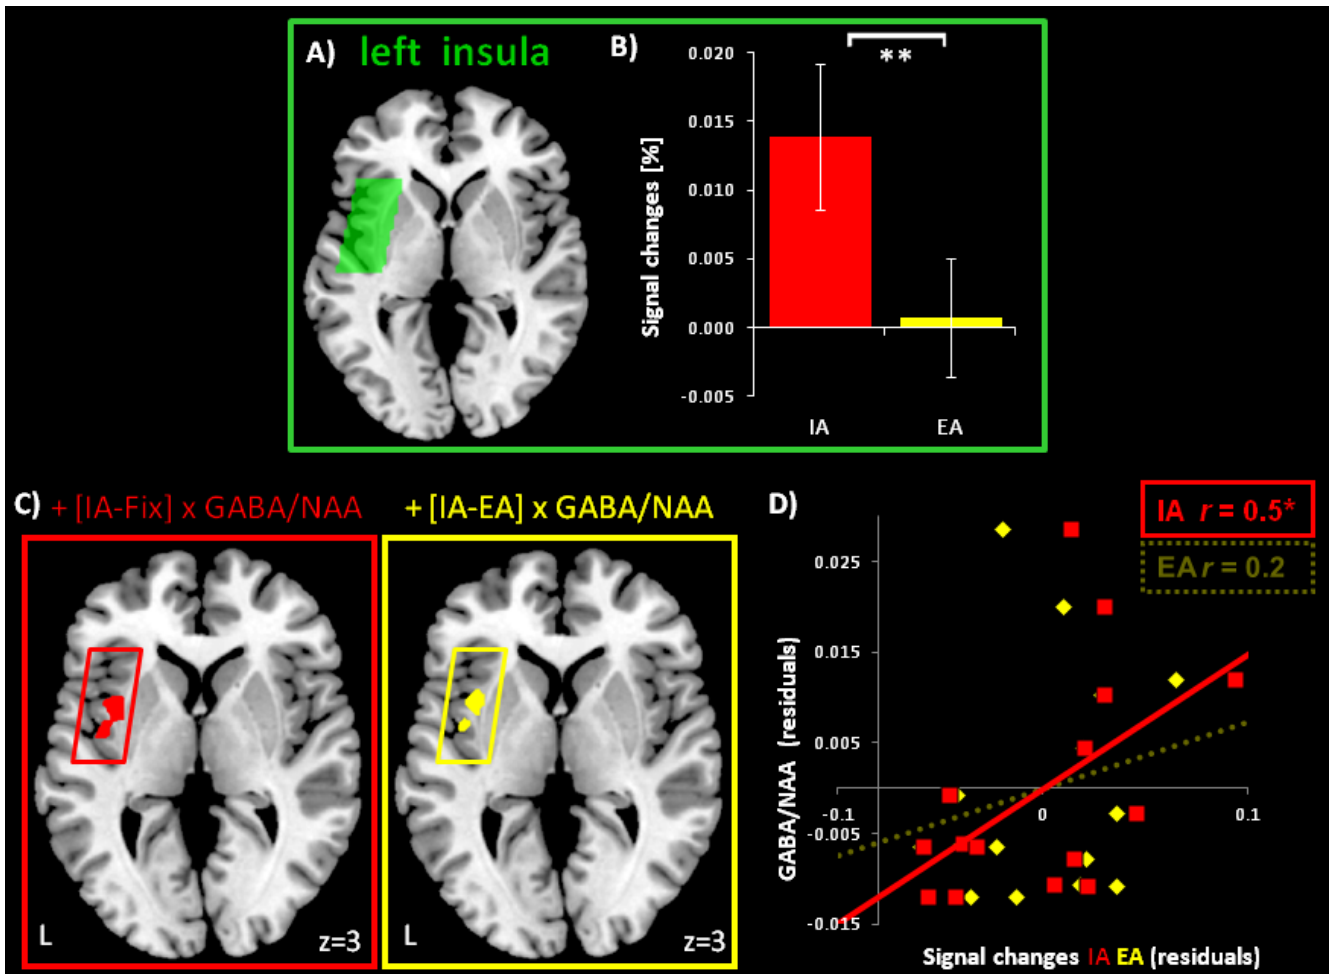 A) left insula
B)
0.020
0.015
0.010
0.005
0.000
-0.005
Signal changes [%]
**
IA
EA
C) + [IA-Fix] x GABA/NAA
+ [IA-EA] x GABA/NAA
L
z=3
L
z=3
D)
IA r = 0.5*
EA r = 0.2
0.025
0.015
0.005
-0.005
-0.015
-0.1
0
0.1
GABA/NAA (residuals)
Signal changes IA EA (residuals)